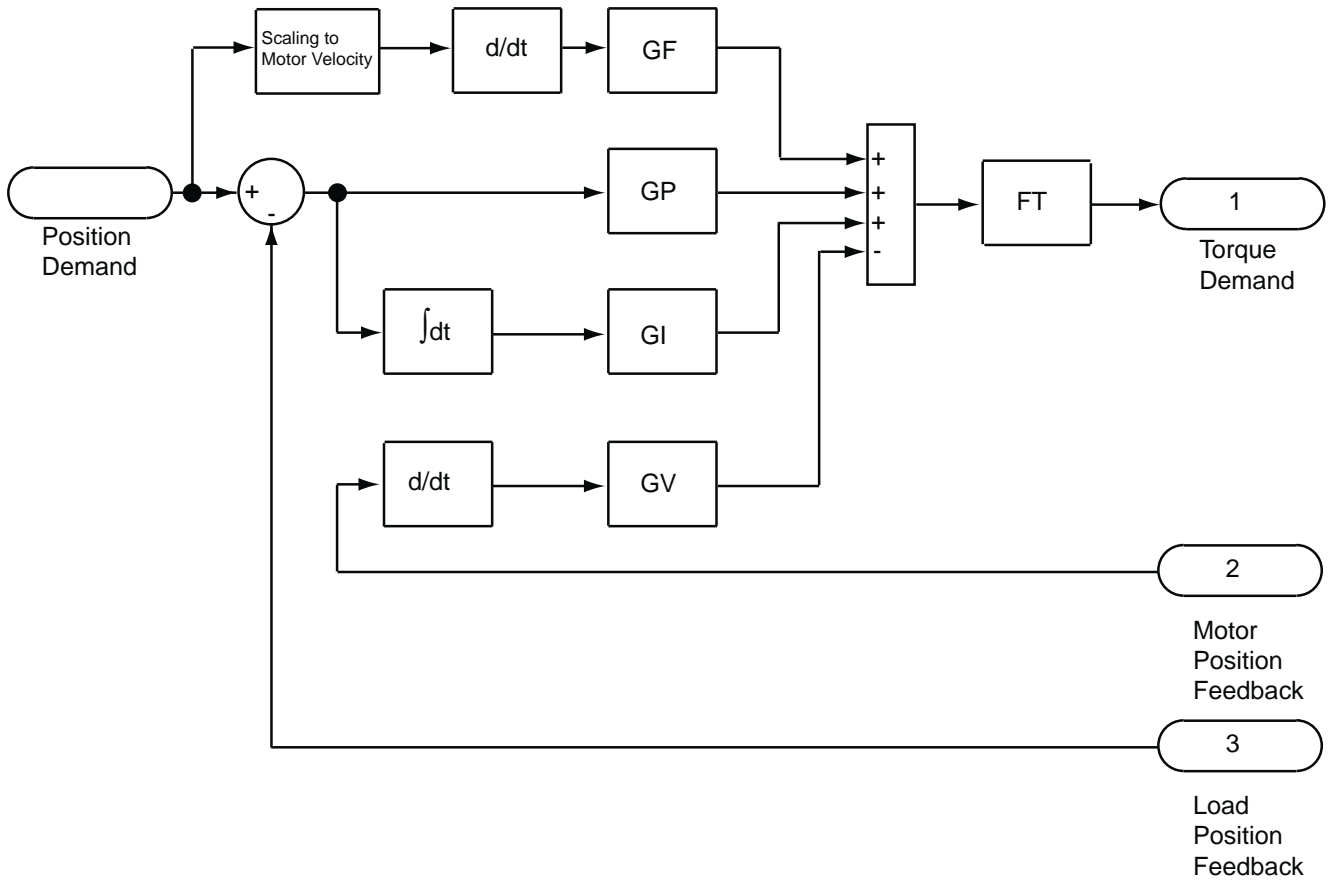 Scaling to
Motor Velocity
d/dt
GF
+
-
Position
Demand
GP
∫dt
GI
d/dt
GV
+
+
+
-
FT
1
Torque
Demand
2
Motor
Position
Feedback
3
Load
Position
Feedback